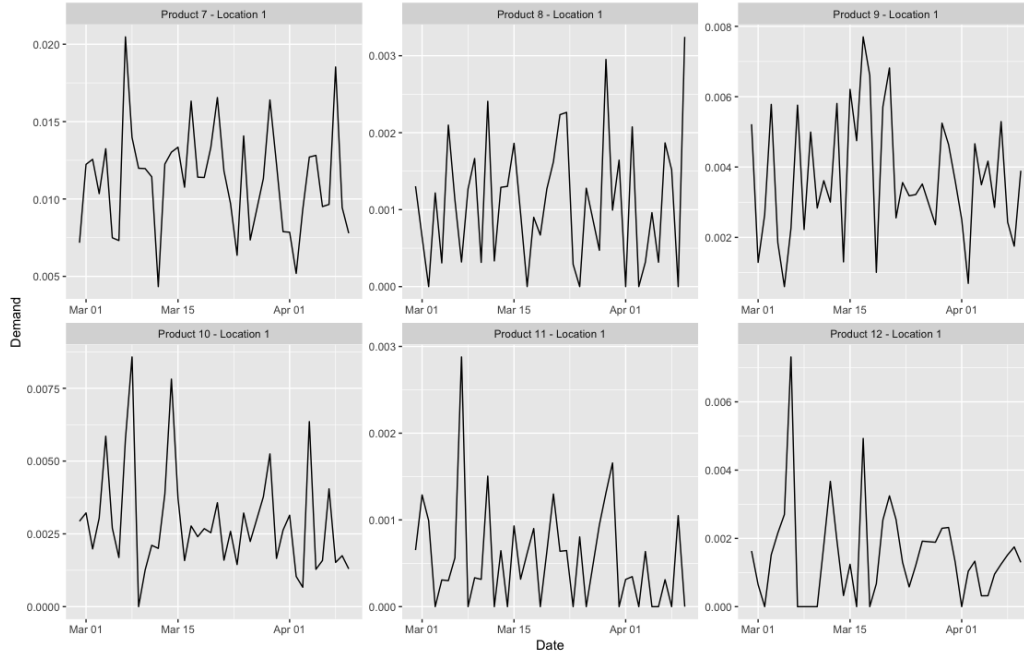 Product 7 - Location 1
Product 8 - Location 1
Product 9 - Location 1
0.020
0.015
0.010
0.005
0.003
0.002
0.001
0.000
0.008
0.006
0.004
0.002
Mar 01
Mar 15
Apr 01
Mar 01
Mar 15
Apr 01
Mar 01
Mar 15
Apr 01
Demand
Product 10 - Location 1
Product 11 - Location 1
Product 12 - Location 1
0.0075
0.0050
0.0025
0.0000
0.003
0.002
0.001
0.000
0.006
0.004
0.002
0.000
Mar 01
Mar 15
Apr 01
Mar 01
Mar 15
Apr 01
Mar 01
Mar 15
Apr 01
Date